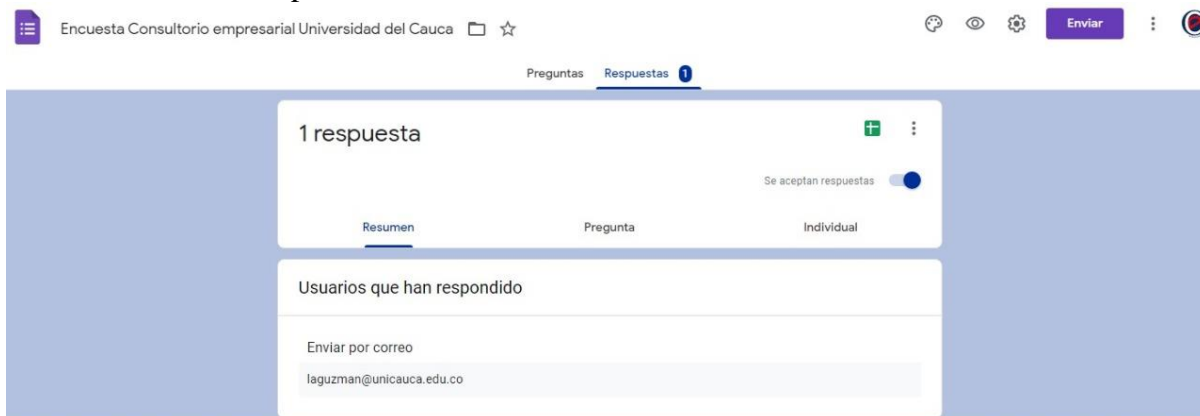 Encuesta Consultorio empresarial Universidad del Cauca
Enviar
Preguntas Respuestas 1
1 respuesta
Se aceptan respuestas
Resumen Pregunta Individual
Usuarios que han respondido
Enviar por correo
laguzman@unicauca.edu.co